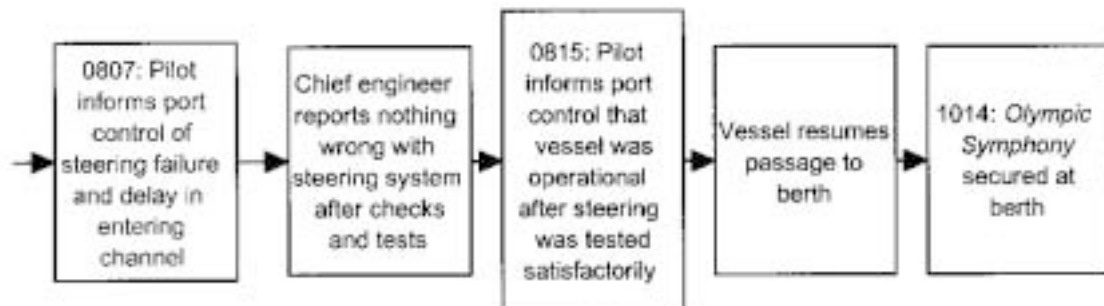 0807: Pilot
informs port
control of
steering failure
and delay in
entering
channel
Chief engineer
reports nothing
wrong with
steering system
after checks
and tests
0815: Pilot
informs port
control that
vessel was
operational
after steering
was tested
satisfactorily
Vessel resumes
passage to
berth
1014: Olympic
Symphony
secured at
berth